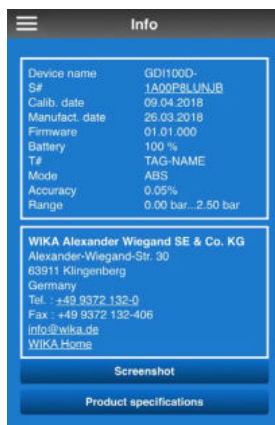 Info
Device name GDI100D-
S# 1A00P8LUNJB
Calib. date 09.04.2018
Manufact. date 26.03.2018
Firmware 01.01.000
Battery 100 %
T# TAG-NAME
Mode ABS
Accuracy 0.05%
Range 0.00 bar...2.50 bar
WIKA Alexander Wiegand SE & Co. KG
Alexander-Wiegand-Str. 30
63911 Klingenberg
Germany
Tel. : +49 9372 132-0
Fax : +49 9372 132-406
info@wika.de
WIKA Home
Screenshot
Product specifications